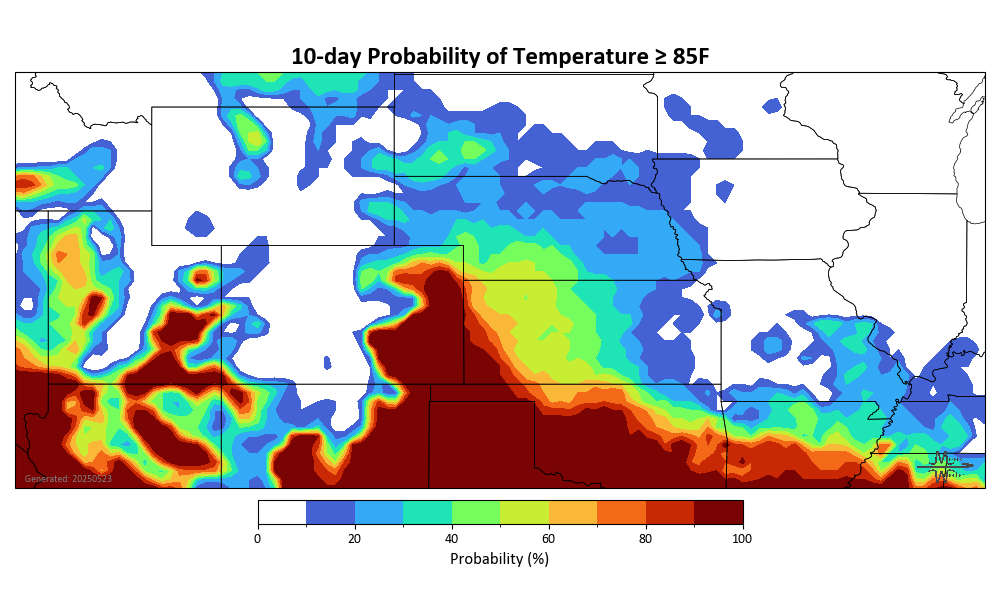 10-day Probability of Temperature ≥ 85F
Generated: 20250523
0 20 40 60 80 100
Probability (%)